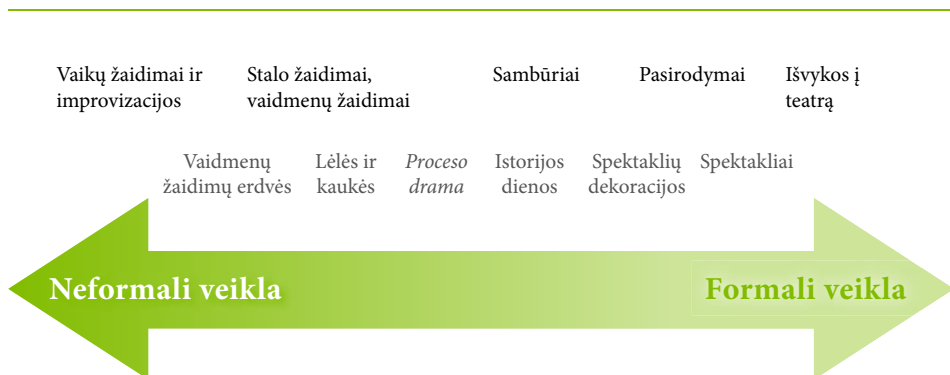 Vaikų žaidimai ir
improvizacijos
Stalo žaidimai,
vaidmenų žaidimai
Sambūriai
Pasirodymai
Išvykos į
teatrą
Vaidmenų
žaidimų erdvės
Lėlės ir
kaukės
Proceso
drama
Istorijos
dienos
Spektaklių
dekoracijos
Spektakliai
Neformali veikla
Formali veikla